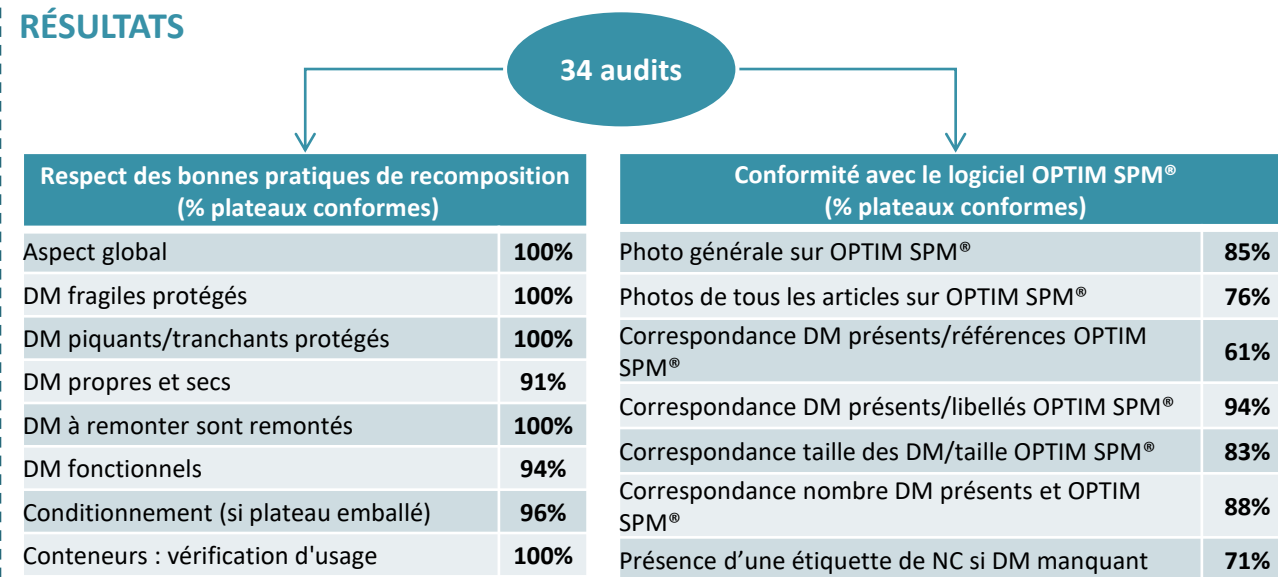 RÉSULTATS
34 audits
Respect des bonnes pratiques de recomposition
(% plateaux conformes)
Aspect global 100%
DM fragiles protégés 100%
DM piquants/tranchants protégés 100%
DM propres et secs 91%
DM à remonter sont remontés 100%
DM fonctionnels 94%
Conditionnement (si plateau emballé) 96%
Conteneurs : vérification d'usage 100%
Conformité avec le logiciel OPTIM SPM®
(% plateaux conformes)
Photo générale sur OPTIM SPM® 85%
Photos de tous les articles sur OPTIM SPM® 76%
Correspondance DM présents/références OPTIM
SPM® 61%
Correspondance DM présents/libellés OPTIM SPM® 94%
Correspondance taille des DM/taille OPTIM SPM® 83%
Correspondance nombre DM présents et OPTIM
SPM® 88%
Présence d’une étiquette de NC si DM manquant 71%